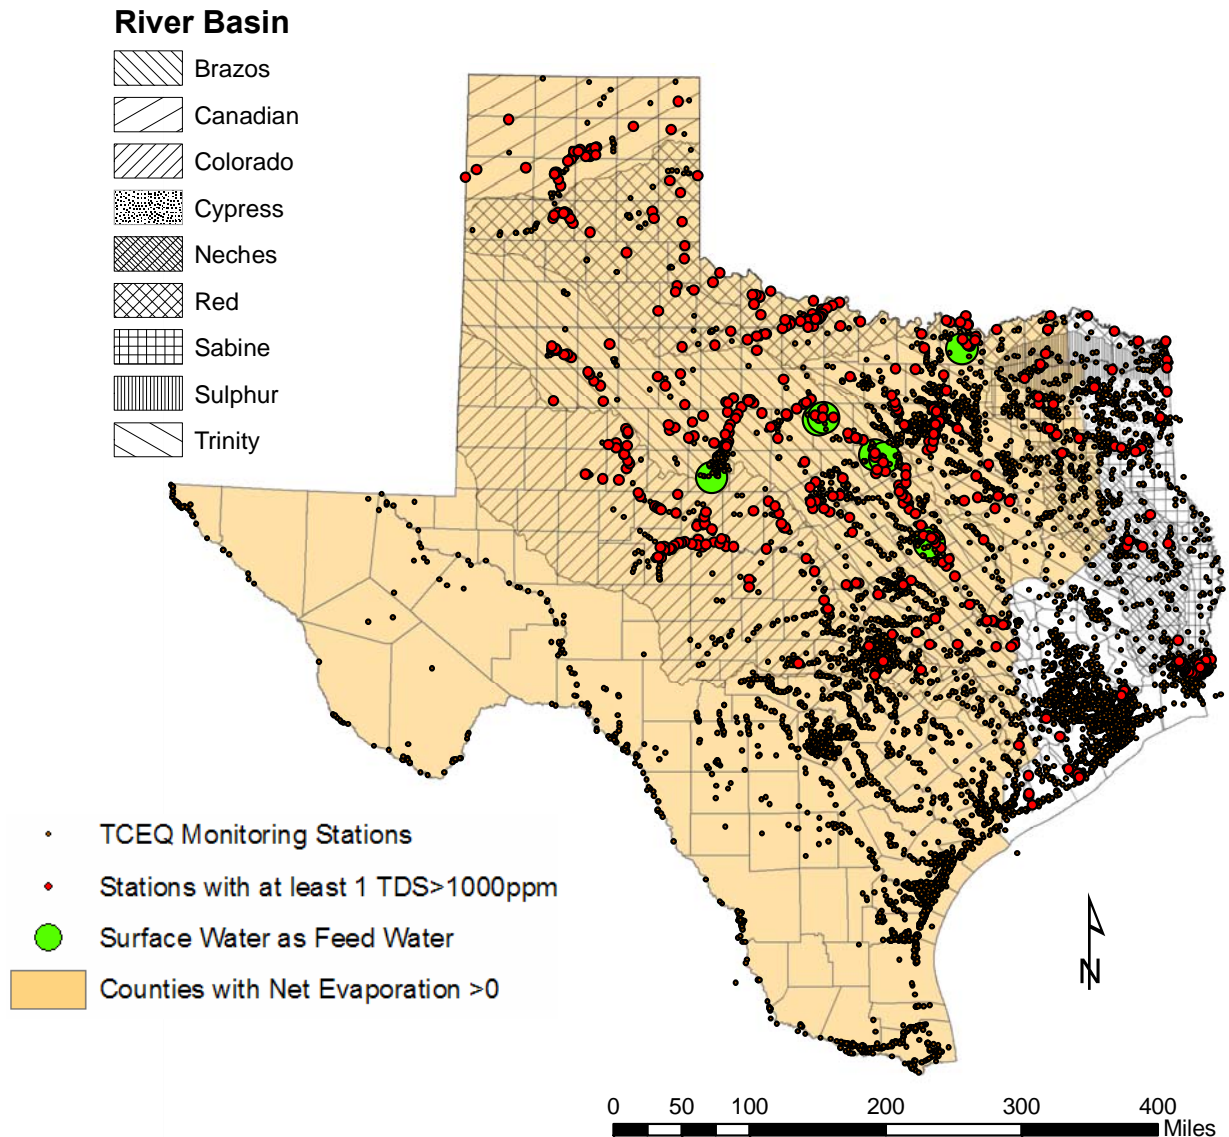 River Basin
Brazos
Canadian
Colorado
Cypress
Neches
Red
Sabine
Sulphur
Trinity
TCEQ Monitoring Stations
Stations with at least 1 TDS>1000ppm
Surface Water as Feed Water
Counties with Net Evaporation >0
N
0 50 100 200 300 400
Miles